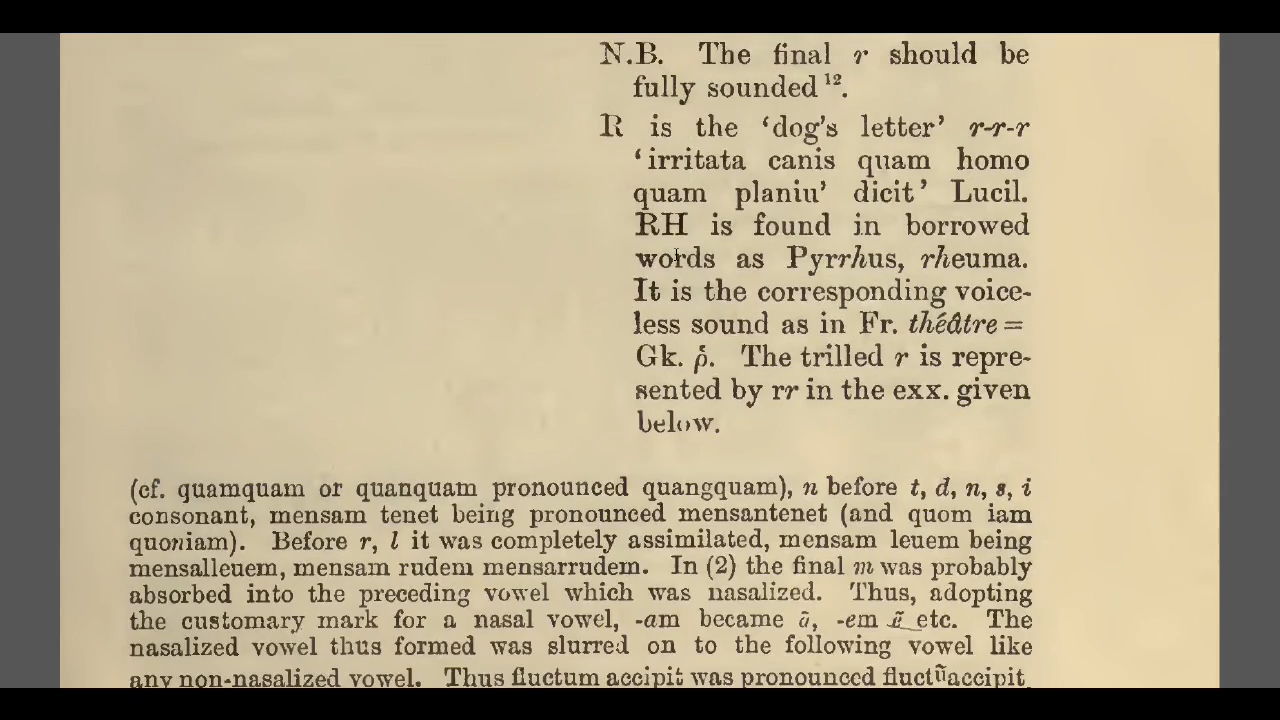 N.B. The final r should be
fully sounded 12.
R is the ‘dog's letter’ r-r-r
‘irritata canis quam homo
quam planiu’ dicit’ Lucil.
RH is found in borrowed
words as Pyrrhus, rheuma.
It is the corresponding voice-
less sound as in Fr. théâtre =
Gk. ῥ. The trilled r is repre-
sented by rr in the exx. given
below.
(cf. quamquam or quanquam pronounced quangquam), n before t, d, n, s, i
consonant, mensam tenet being pronounced mensantenet (and quom iam
quoniam). Before r, l it was completely assimilated, mensam leuem being
mensalleuem, mensam rudem mensarrudem. In (2) the final m was probably
absorbed into the preceding vowel which was nasalized. Thus, adopting
the customary mark for a nasal vowel, -am became ã, -em ẽ etc. The
nasalized vowel thus formed was slurred on to the following vowel like
any non-nasalized vowel. Thus fluctum accipit was pronounced fluctũaccipit